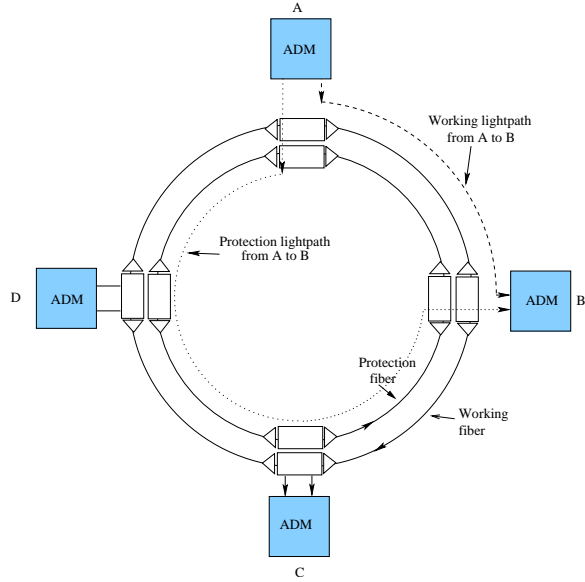 A
ADM
Working lightpath
from A to B
Protection lightpath
from A to B
D
ADM
ADM
B
Protection
fiber
Working
fiber
ADM
C